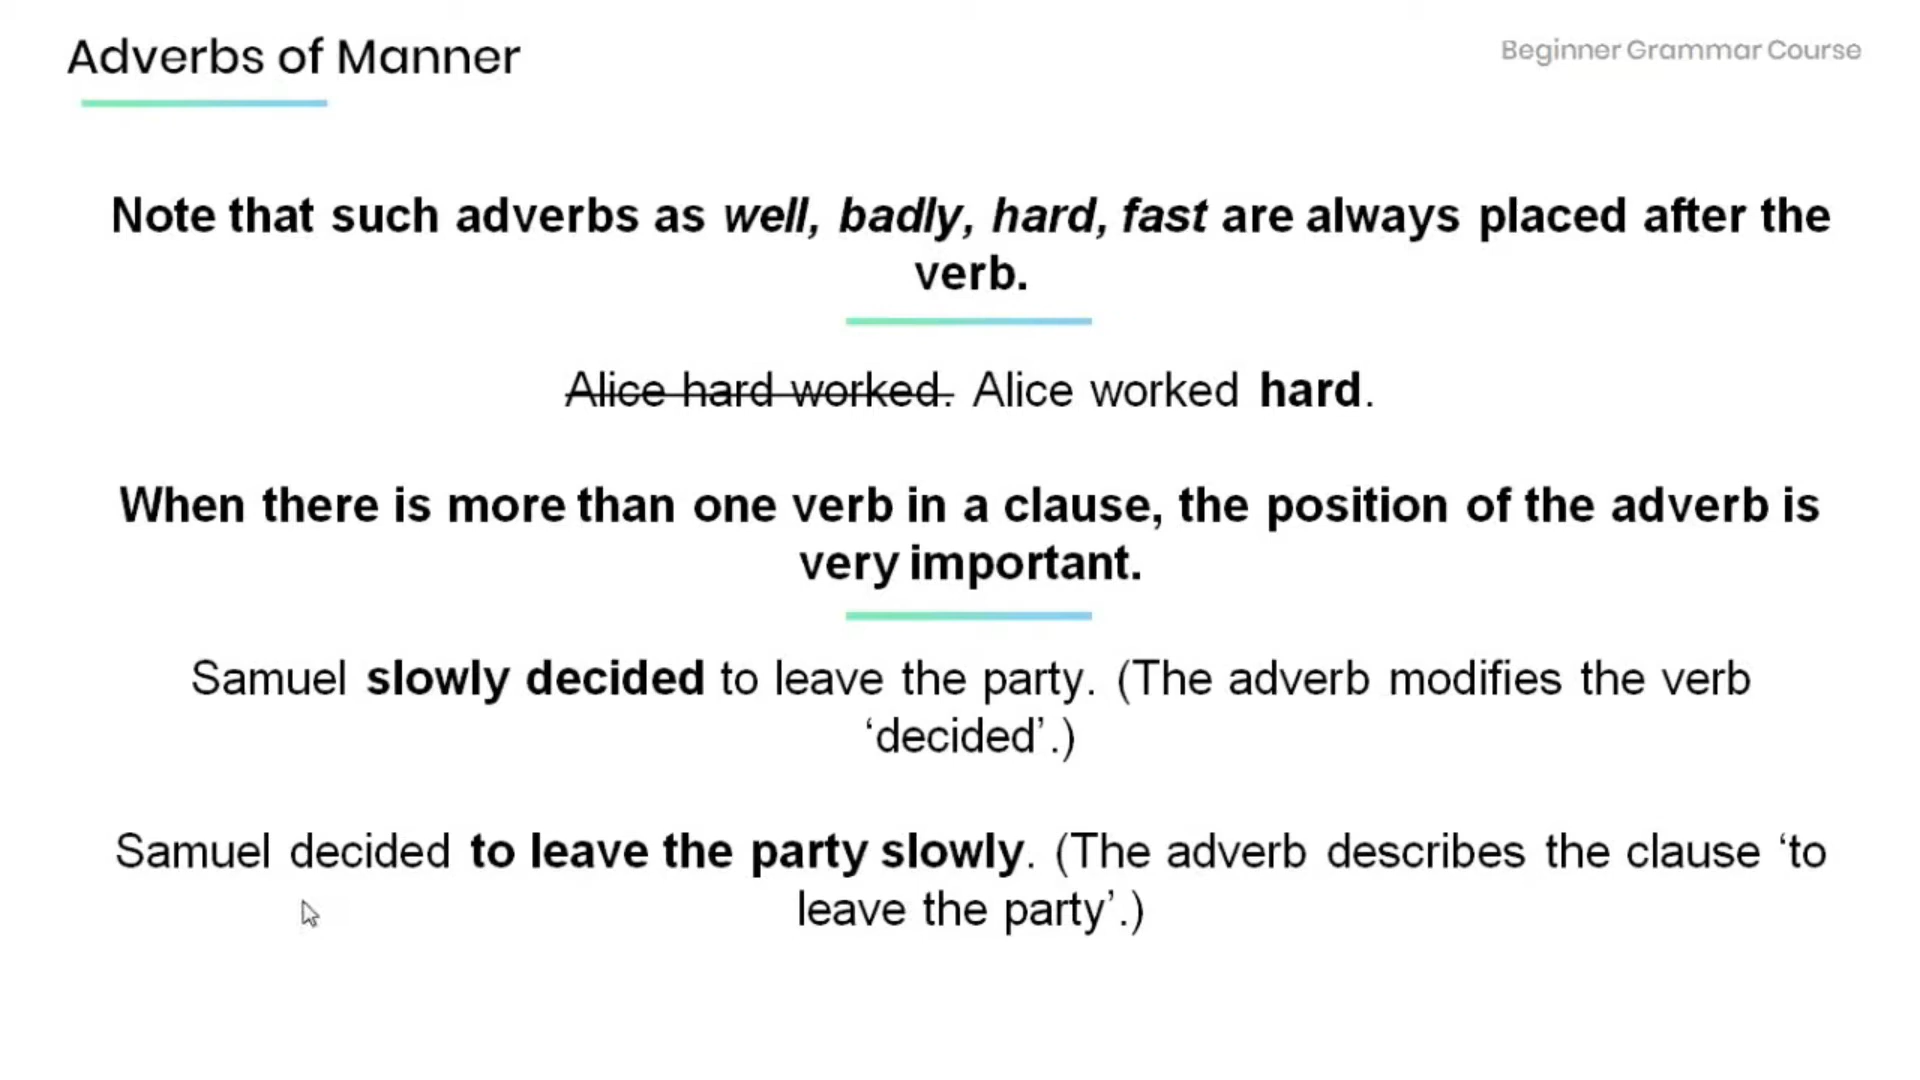 Adverbs of Manner
Beginner Grammar Course
Note that such adverbs as well, badly, hard, fast are always placed after the
verb.
Alice hard worked. Alice worked hard.
When there is more than one verb in a clause, the position of the adverb is
very important.
Samuel slowly decided to leave the party. (The adverb modifies the verb
‘decided’.)
Samuel decided to leave the party slowly. (The adverb describes the clause ‘to
leave the party’.)